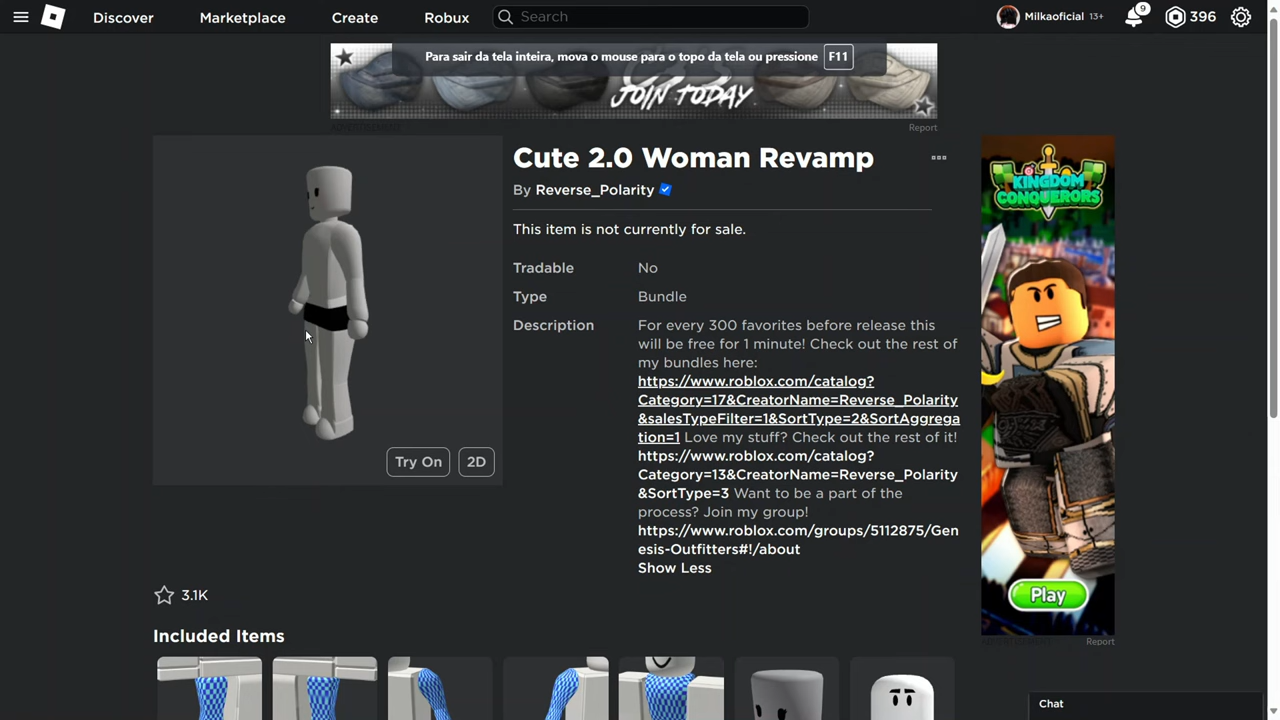 Discover
Marketplace
Create
Robux
Search
Milkaoficial 13+
9
396
Para sair da tela inteira, mova o mouse para o topo da tela ou pressione F11
JOIN TODAY
ADVERTISEMENT
Report
Cute 2.0 Woman Revamp
By Reverse_Polarity
This item is not currently for sale.
Tradable No
Type Bundle
Description For every 300 favorites before release this
will be free for 1 minute! Check out the rest of
my bundles here:
https://www.roblox.com/catalog?
Category=17&CreatorName=Reverse_Polarity
&salesTypeFilter=1&SortType=2&SortAggrega
tion=1 Love my stuff? Check out the rest of it!
https://www.roblox.com/catalog?
Category=13&CreatorName=Reverse_Polarity
&SortType=3 Want to be a part of the
process? Join my group!
https://www.roblox.com/groups/5112875/Gen
esis-Outfitters#!/about
Show Less
Try On
2D
3.1K
Included Items
KINGDOM
CONQUERORS
Play
Report
Chat